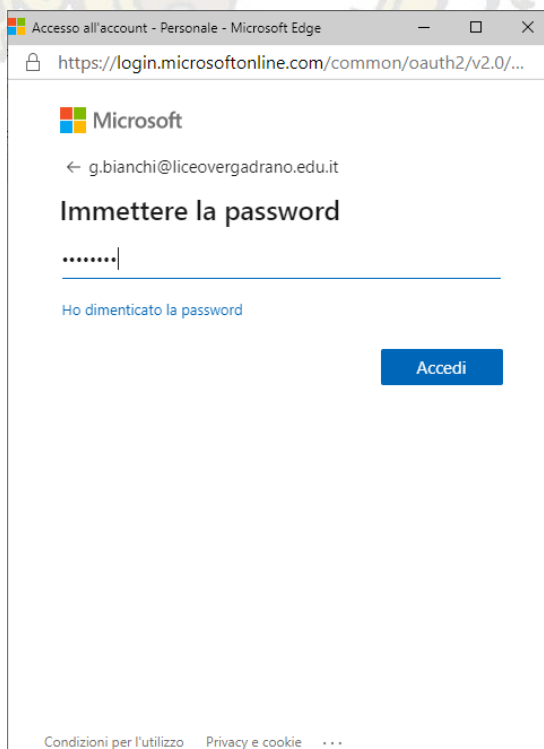 Accesso all'account - Personale - Microsoft Edge
https://login.microsoftonline.com/common/oauth2/v2.0/...
Microsoft
← g.bianchi@liceovergadrano.edu.it
Immettere la password
••••••••
Ho dimenticato la password
Accedi
Condizioni per l'utilizzo Privacy e cookie ...